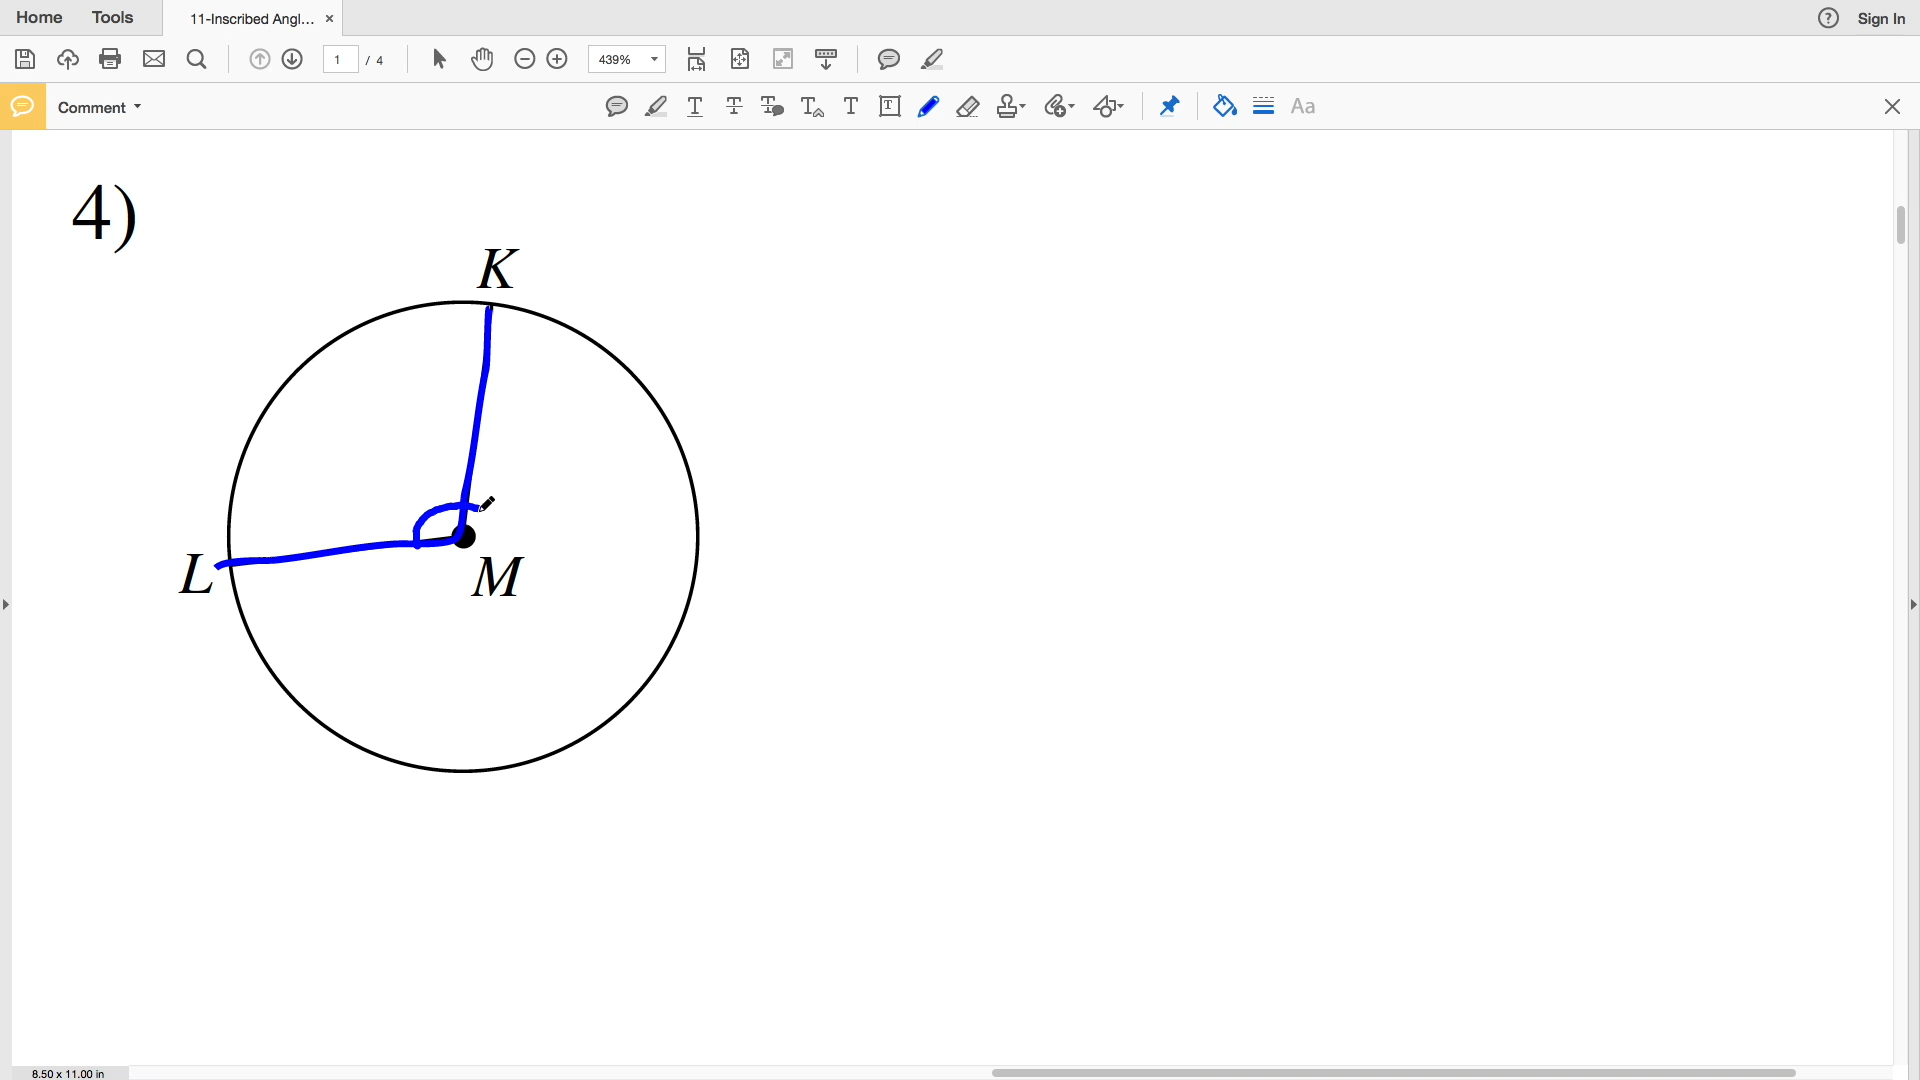 Home Tools 11-Inscribed Angl... × ? Sign In
1 / 4 439%
Comment T T T T T T Aa
4)
K
L
M
8.50 x 11.00 in